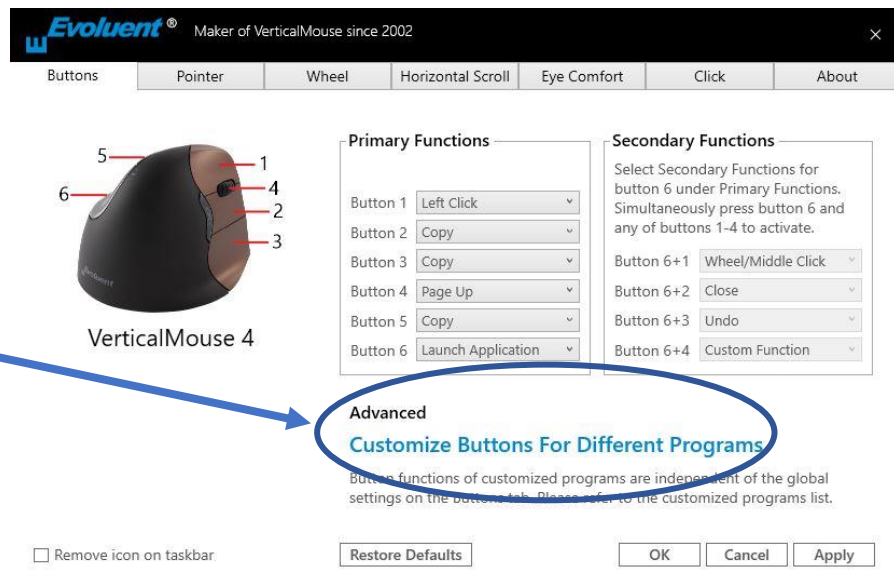 Evoluent ® Maker of VerticalMouse since 2002 ×
Buttons Pointer Wheel Horizontal Scroll Eye Comfort Click About
Primary Functions
Button 1 Left Click
Button 2 Copy
Button 3 Copy
Button 4 Page Up
Button 5 Copy
Button 6 Launch Application
Secondary Functions
Select Secondary Functions for
button 6 under Primary Functions.
Simultaneously press button 6 and
any of buttons 1-4 to activate.
Button 6+1 Wheel/Middle Click
Button 6+2 Close
Button 6+3 Undo
Button 6+4 Custom Function
5
6
1
4
2
3
Evoluent
VerticalMouse 4
Advanced
Customize Buttons For Different Programs
Button functions of customized programs are independent of the global
settings on the buttons tab. Please refer to the customized programs list.
Remove icon on taskbar
Restore Defaults OK Cancel Apply